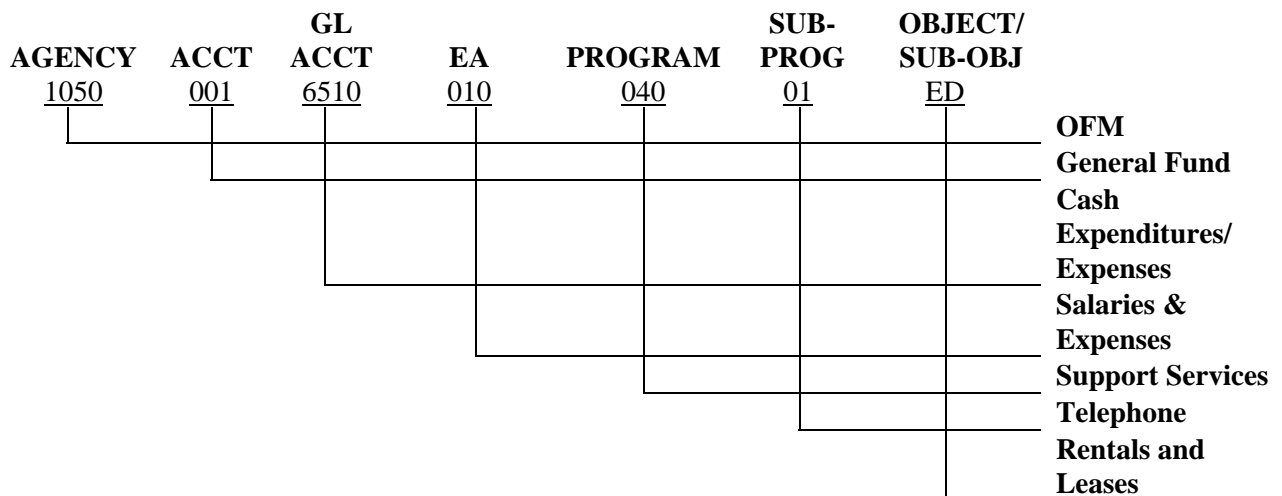 GL SUB- OBJECT/
AGENCY ACCT ACCT EA PROGRAM PROG SUB-OBJ
1050 001 6510 010 040 01 ED
OFM
General Fund
Cash
Expenditures/
Expenses
Salaries &
Expenses
Support Services
Telephone
Rentals and
Leases